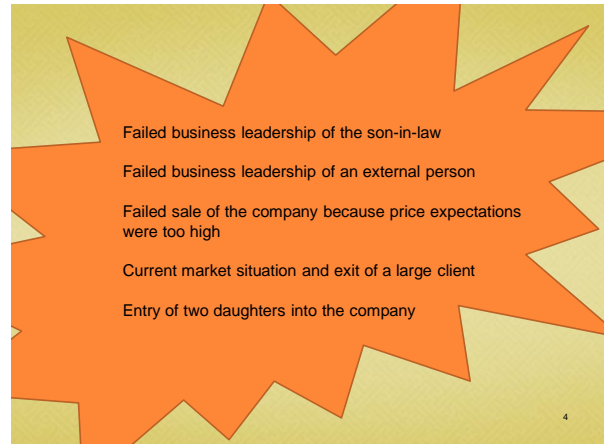 Failed business leadership of the son-in-law
Failed business leadership of an external person
Failed sale of the company because price expectations
were too high
Current market situation and exit of a large client
Entry of two daughters into the company
4